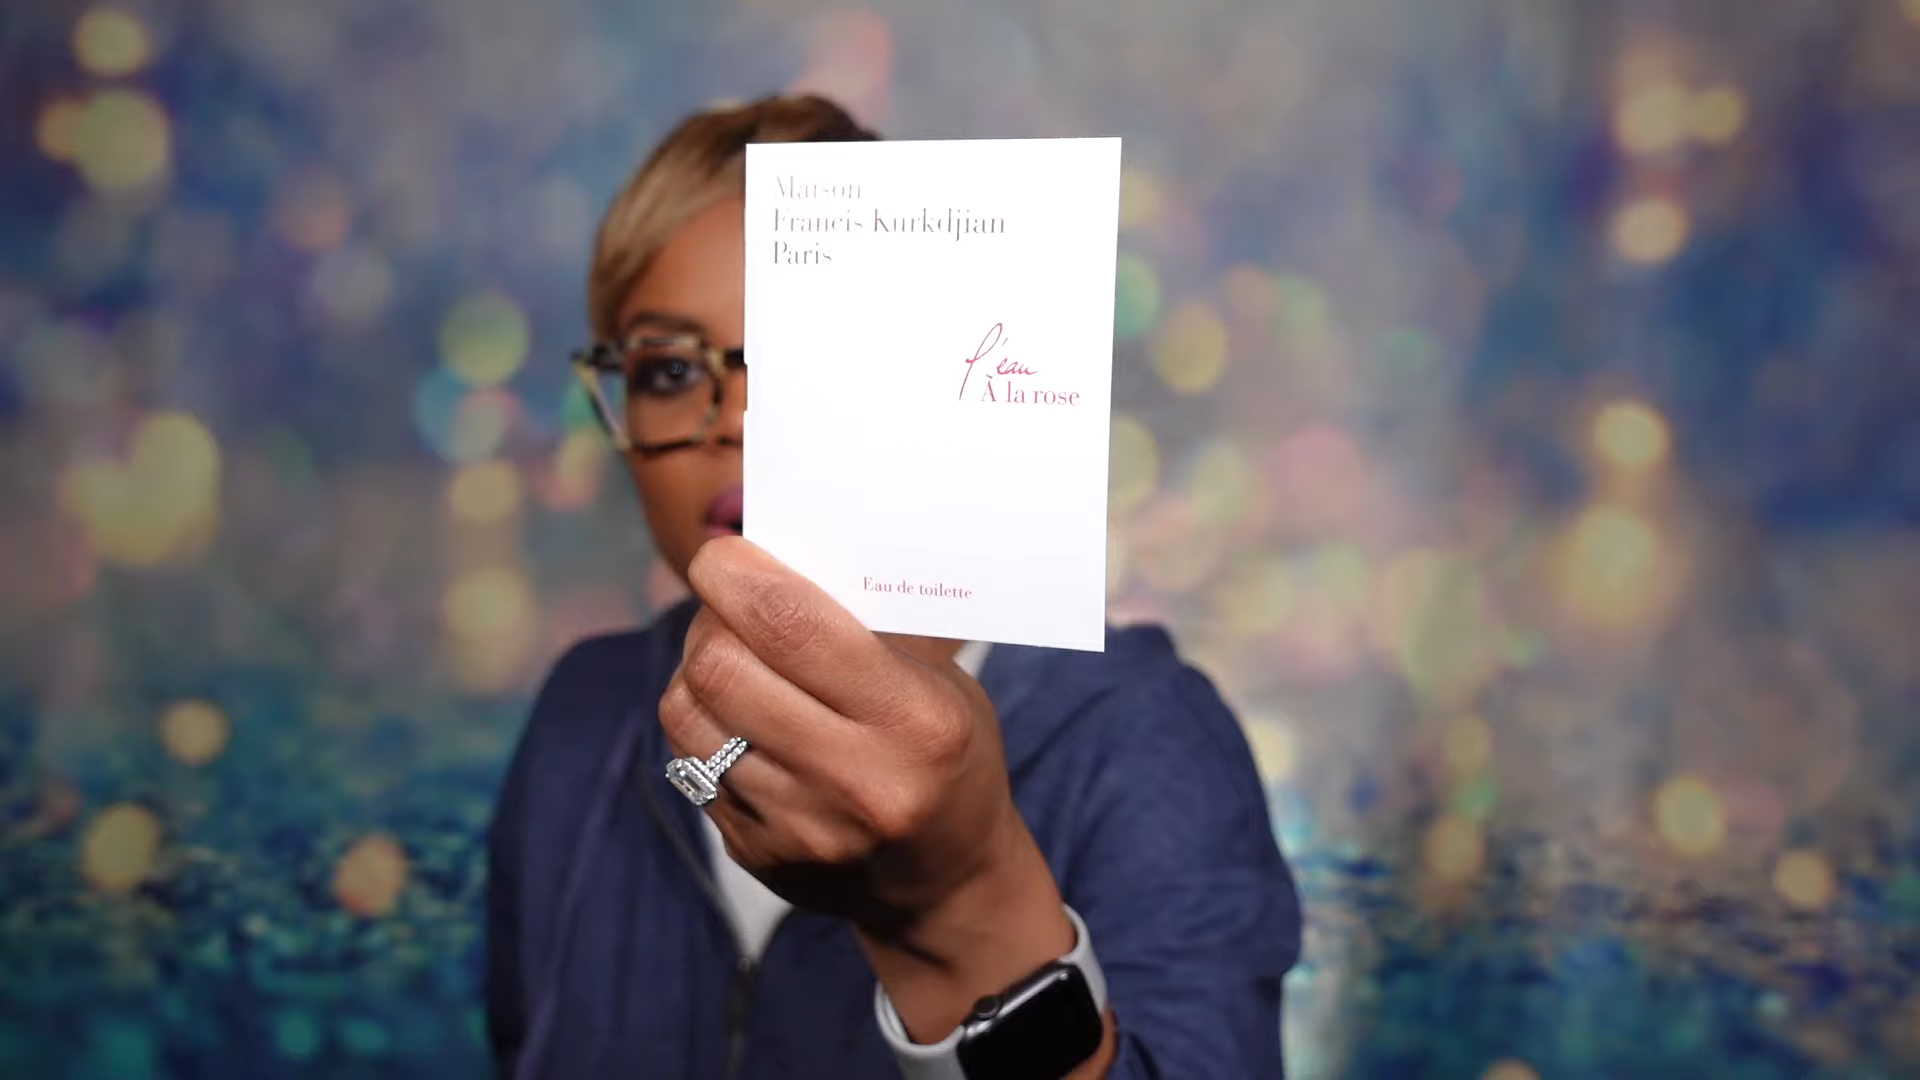 Maison
Francis Kurkdjian
Paris
l'eau
À la rose
Eau de toilette